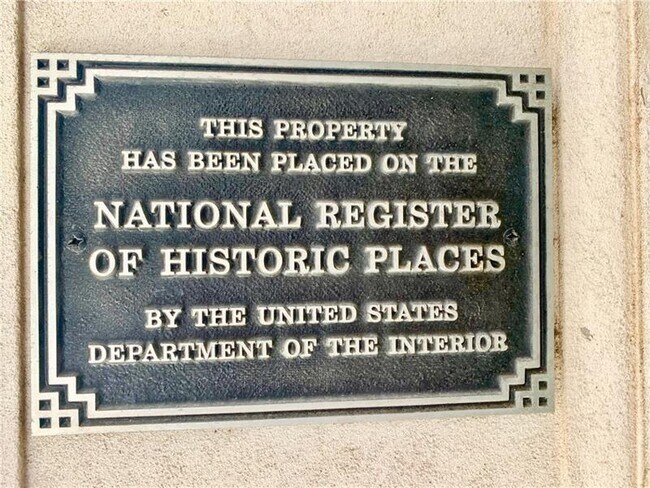 THIS PROPERTY
HAS BEEN PLACED ON THE
NATIONAL REGISTER
OF HISTORIC PLACES
BY THE UNITED STATES
DEPARTMENT OF THE INTERIOR